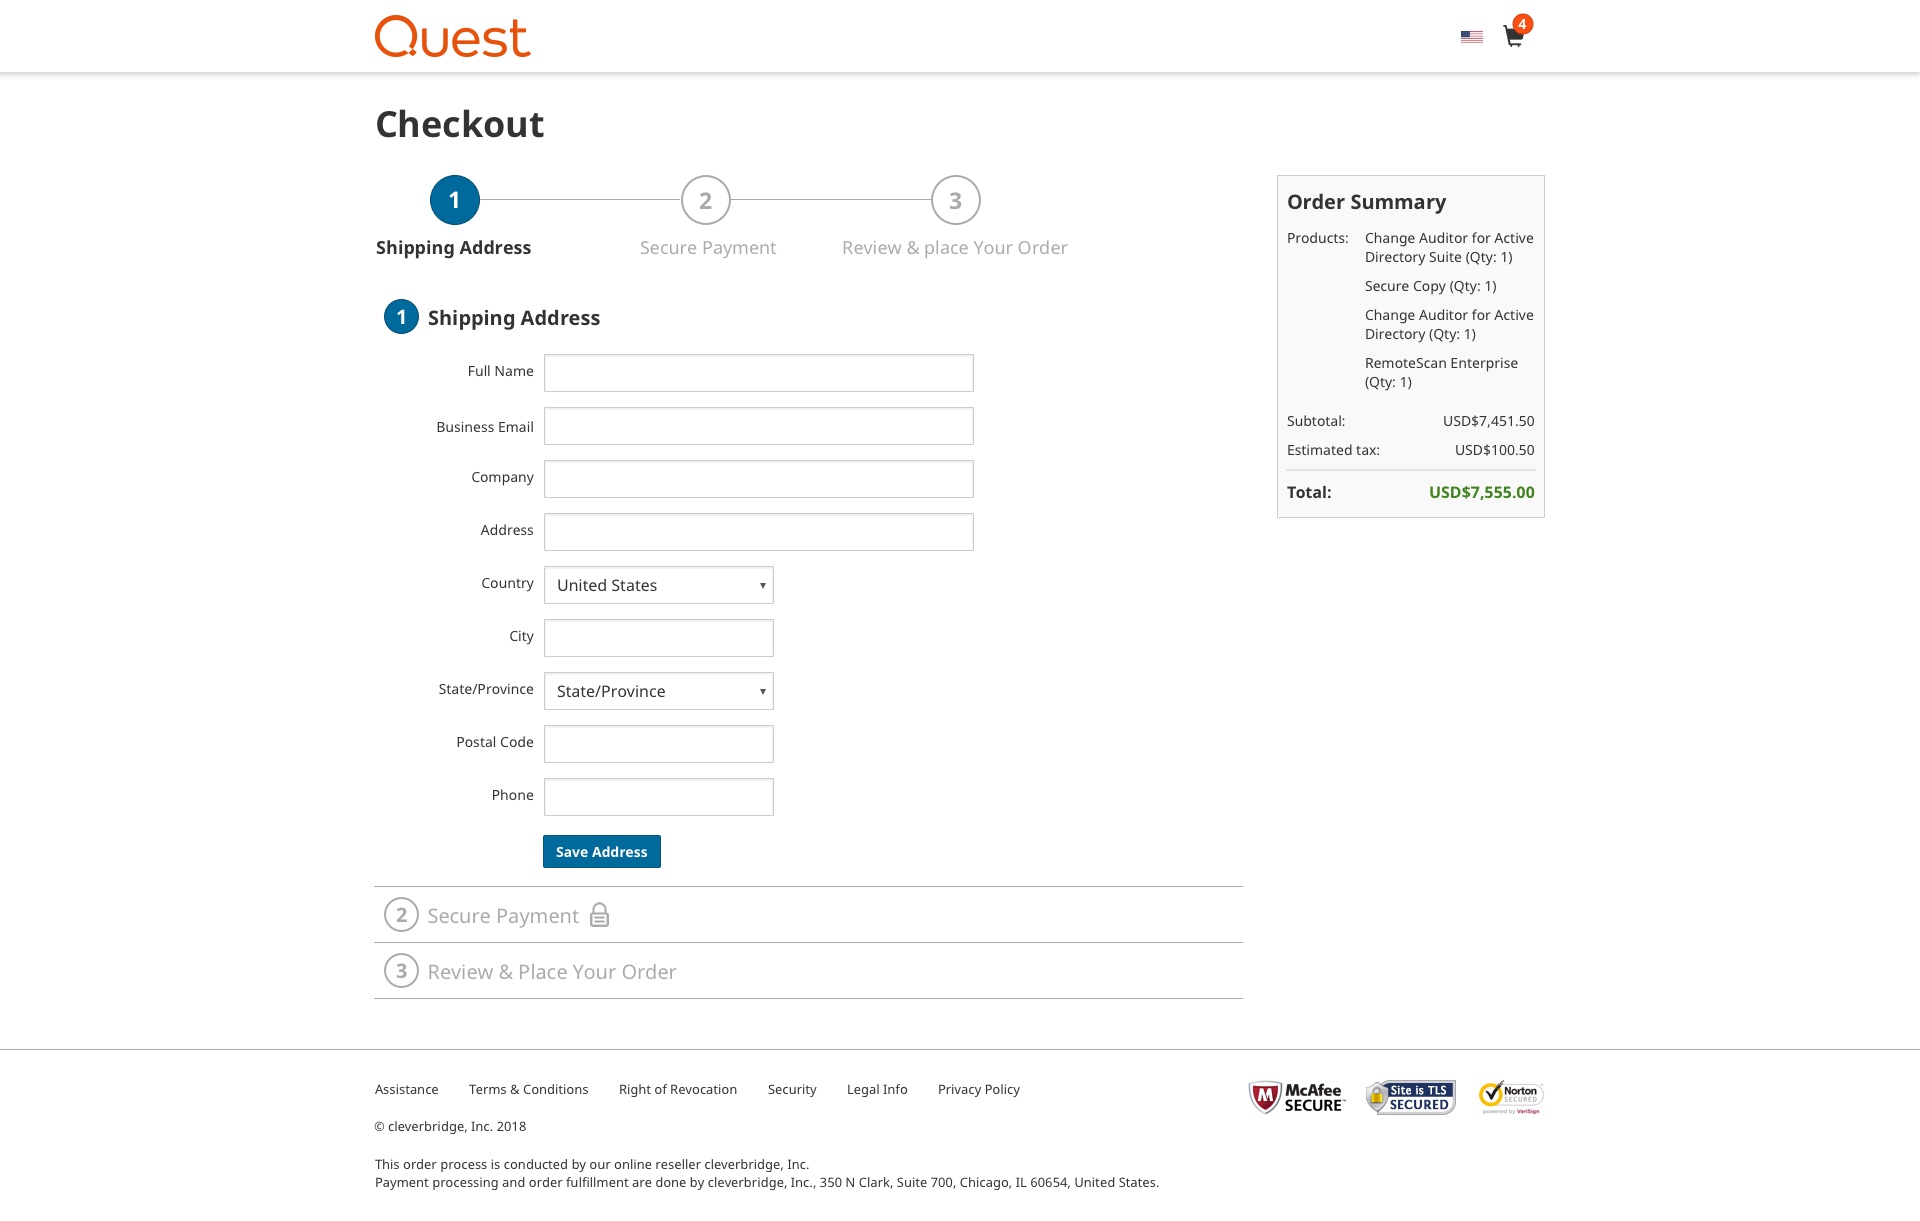 Quest
4
Checkout
1
2
3
Shipping Address
Secure Payment
Review & place Your Order
1 Shipping Address
Full Name
Business Email
Company
Address
Country
United States
City
State/Province
State/Province
Postal Code
Phone
Save Address
2 Secure Payment
3 Review & Place Your Order
Order Summary
Products: Change Auditor for Active
Directory Suite (Qty: 1)
Secure Copy (Qty: 1)
Change Auditor for Active
Directory (Qty: 1)
RemoteScan Enterprise
(Qty: 1)
Subtotal: USD$7,451.50
Estimated tax: USD$100.50
Total: USD$7,555.00
Assistance Terms & Conditions Right of Revocation Security Legal Info Privacy Policy
© cleverbridge, Inc. 2018
This order process is conducted by our online reseller cleverbridge, Inc.
Payment processing and order fulfillment are done by cleverbridge, Inc., 350 N Clark, Suite 700, Chicago, IL 60654, United States.
McAfee
SECURE™
Site is TLS
SECURED
Norton
SECURED
powered by VeriSign